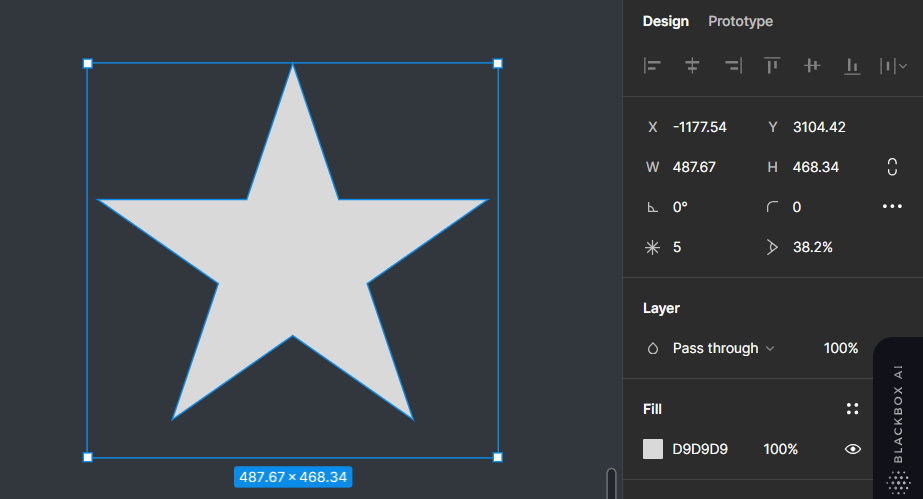 Design Prototype
X -1177.54 Y 3104.42
W 487.67 H 468.34
0° 0
5 38.2%
Layer
Pass through 100%
Fill
D9D9D9 100%
BLACKBOX AI
487.67 × 468.34